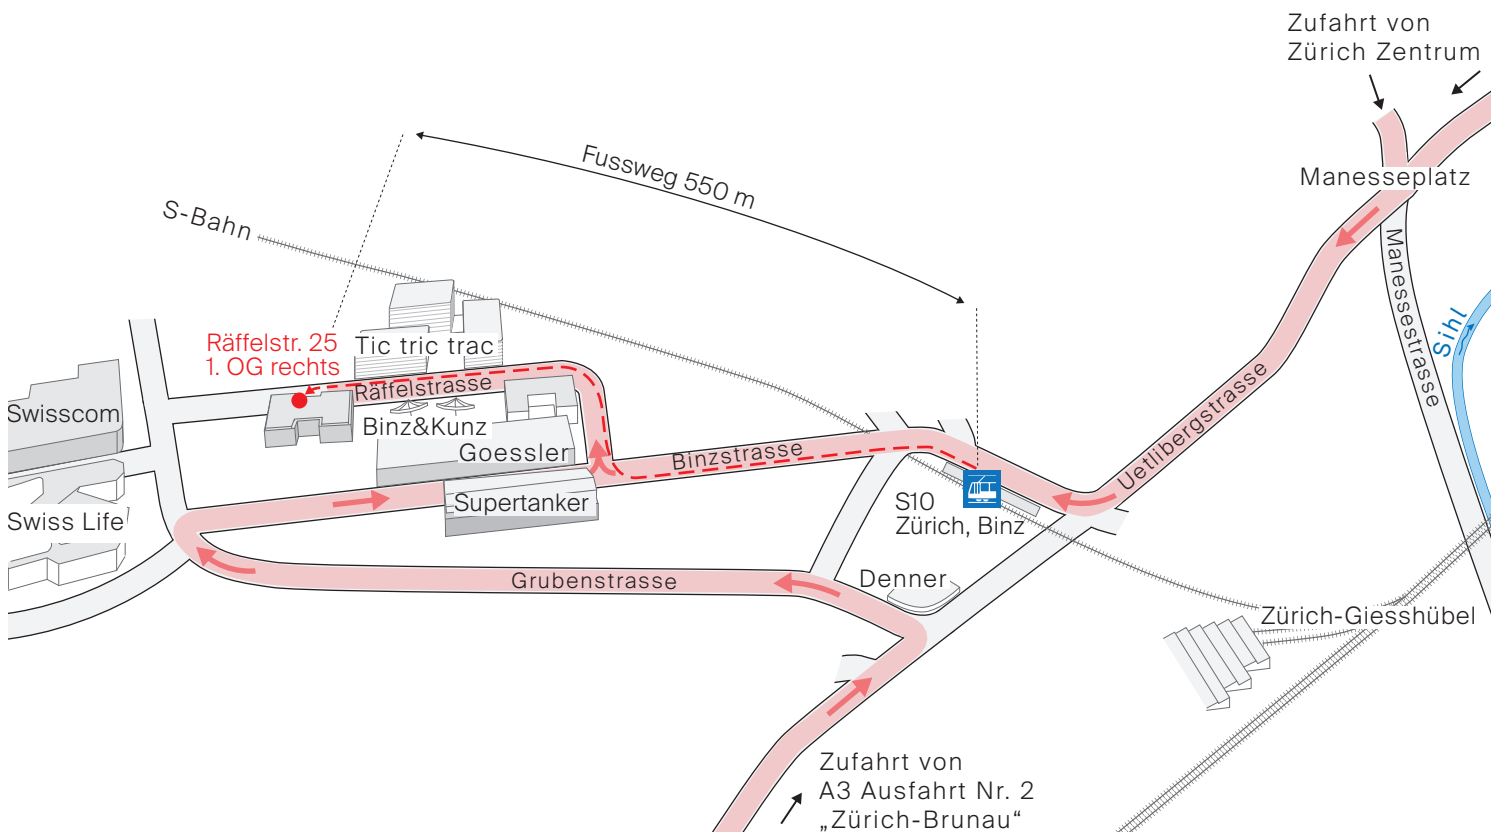 Zufahrt von
Zürich Zentrum
Fussweg 550 m
Manesseplatz
S-Bahn
Manessestrasse
Sihl
Räffelstr. 25
1. OG rechts
Tic tric trac
Räffelstrasse
Uetlibergstrasse
Swisscom
Binz&Kunz
Goessler
Binzstrasse
Supertanker
S10
Zürich, Binz
Swiss Life
Grubenstrasse
Denner
Zürich-Giesshübel
Zufahrt von
A3 Ausfahrt Nr. 2
„Zürich-Brunau“